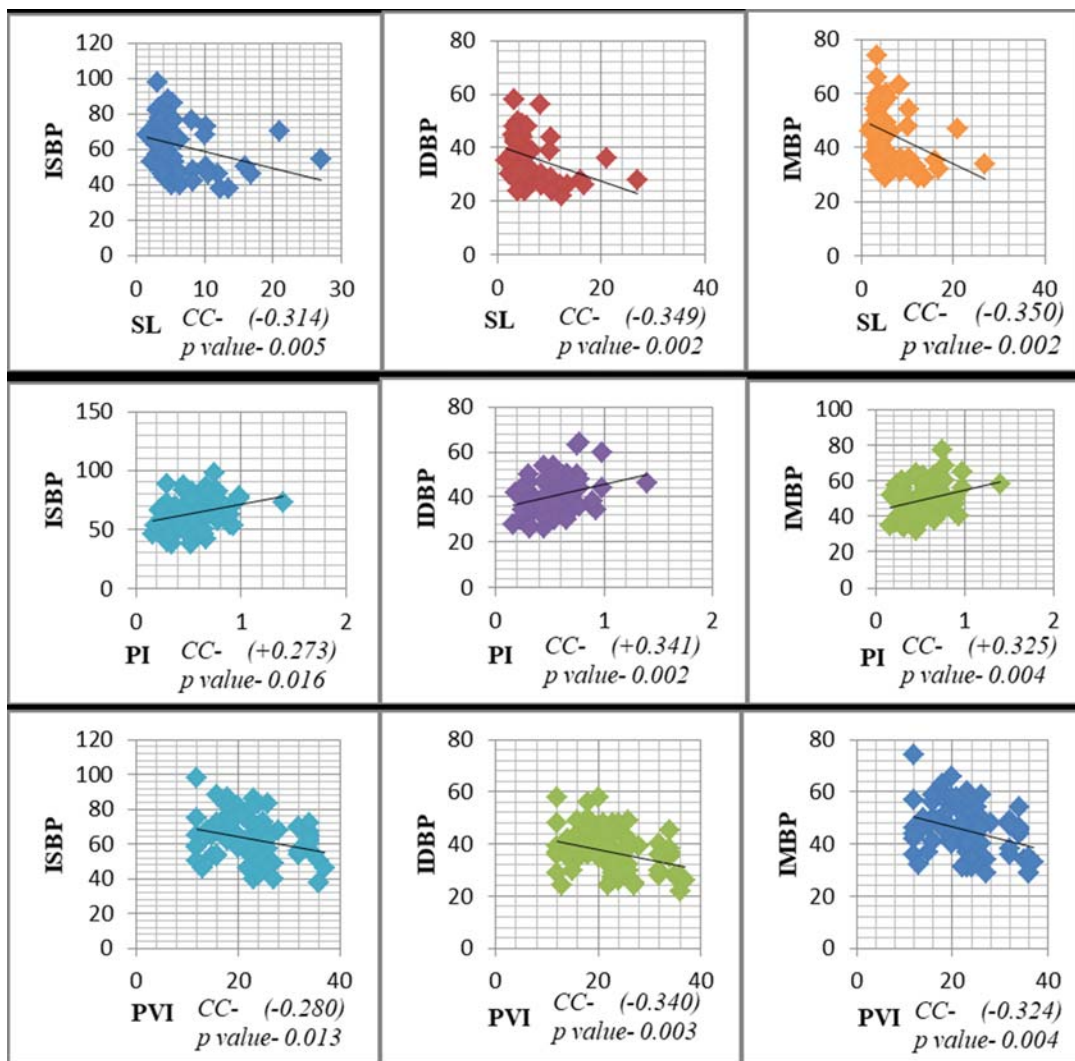 ISBP
120
100
80
60
40
20
0
0 10 20 30
SL CC- (-0.314)
p value- 0.005
IDBP
80
60
40
20
0
0 20 40
SL CC- (-0.349)
p value- 0.002
IMBP
80
60
40
20
0
0 20 40
SL CC- (-0.350)
p value- 0.002
ISBP
150
100
50
0
0 1 2
PI CC- (+0.273)
p value- 0.016
IDBP
80
60
40
20
0
0 1 2
PI CC- (+0.341)
p value- 0.002
IMBP
100
80
60
40
20
0
0 1 2
PI CC- (+0.325)
p value- 0.004
ISBP
120
100
80
60
40
20
0
0 20 40
PVI CC- (-0.280)
p value- 0.013
IDBP
80
60
40
20
0
0 20 40
PVI CC- (-0.340)
p value- 0.003
IMBP
80
60
40
20
0
0 20 40
PVI CC- (-0.324)
p value- 0.004